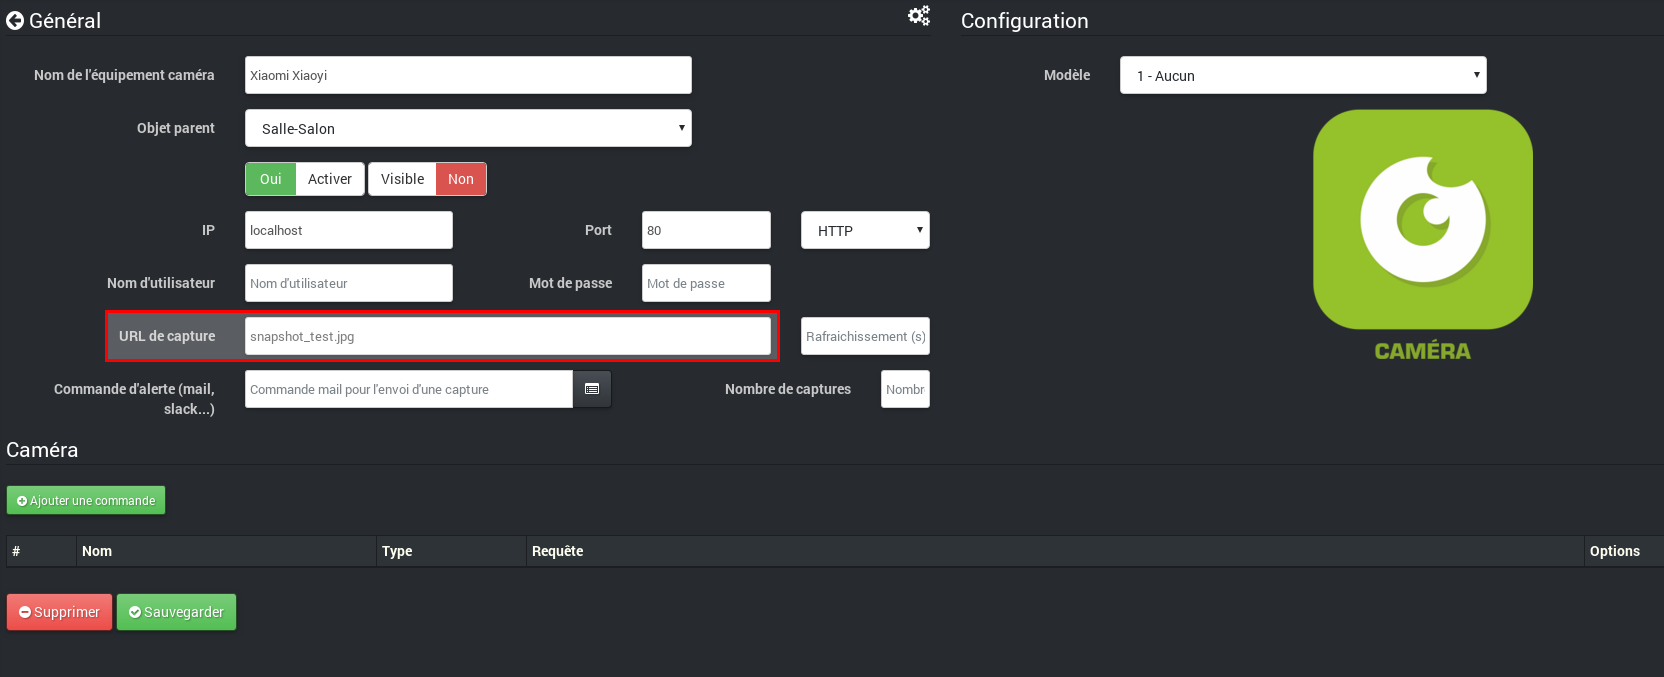 Général
Configuration
Nom de l'équipement caméra
Xiaomi Xiaoyi
Modèle
1 - Aucun
Objet parent
Salle-Salon
Oui Activer Visible Non
IP
localhost
Port
80
HTTP
Nom d'utilisateur
Nom d'utilisateur
Mot de passe
Mot de passe
URL de capture
snapshot_test.jpg
Rafraichissement (s)
CAMÉRA
Commande d'alerte (mail,
slack...)
Commande mail pour l'envoi d'une capture
Nombre de captures
Nombr
Caméra
Ajouter une commande
# Nom Type Requête Options
Supprimer Sauvegarder